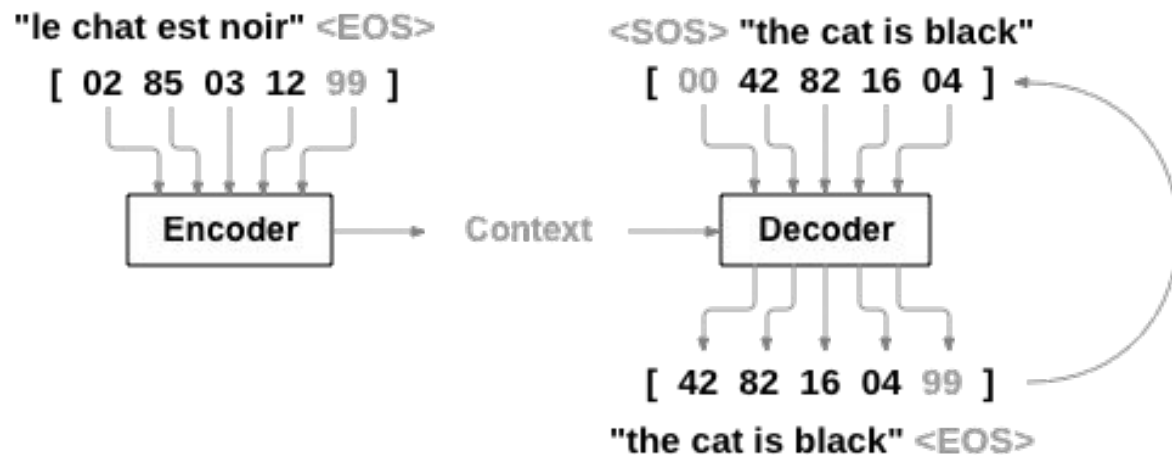 "le chat est noir" <EOS>
[ 02 85 03 12 99 ]
Encoder
Context
<SOS> "the cat is black"
[ 00 42 82 16 04 ]
Decoder
[ 42 82 16 04 99 ]
"the cat is black" <EOS>